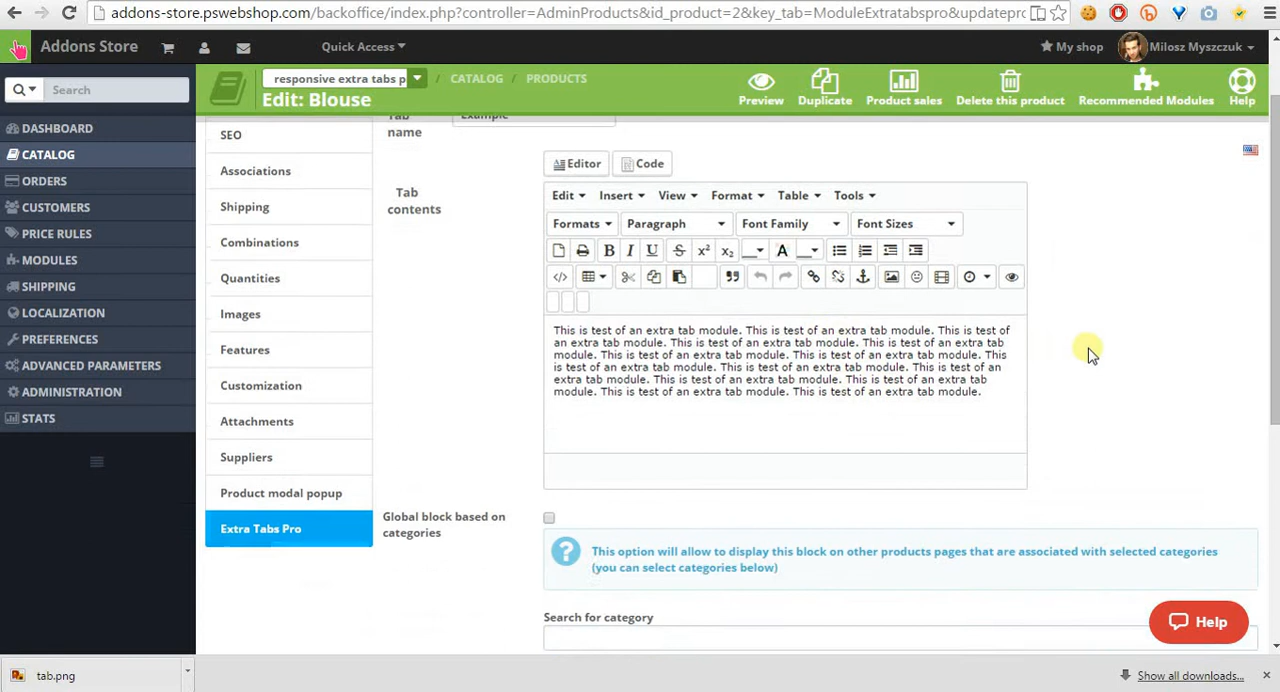 addons-store.pswebshop.com/backoffice/index.php?controller=AdminProducts&id_product=2&key_tab=ModuleExtratabspro&updatepro
Addons Store
Quick Access
My shop
Milosz Myszczuk
Search
responsive extra tabs p
CATALOG / PRODUCTS
Edit: Blouse
Preview
Duplicate
Product sales
Delete this product
Recommended Modules
Help
DASHBOARD
CATALOG
ORDERS
CUSTOMERS
PRICE RULES
MODULES
SHIPPING
LOCALIZATION
PREFERENCES
ADVANCED PARAMETERS
ADMINISTRATION
STATS
SEO
Associations
Shipping
Combinations
Quantities
Images
Features
Customization
Attachments
Suppliers
Product modal popup
Extra Tabs Pro
Tab
name
Example
Tab
contents
Editor
Code
Edit Insert View Format Table Tools
Formats Paragraph Font Family Font Sizes
This is test of an extra tab module. This is test of an extra tab module. This is test of
an extra tab module. This is test of an extra tab module. This is test of an extra tab
module. This is test of an extra tab module. This is test of an extra tab module. This
is test of an extra tab module. This is test of an extra tab module. This is test of an
extra tab module. This is test of an extra tab module. This is test of an extra tab
module. This is test of an extra tab module. This is test of an extra tab module.
Global block based on
categories
This option will allow to display this block on other products pages that are associated with selected categories
(you can select categories below)
Search for category
Help
tab.png
Show all downloads...